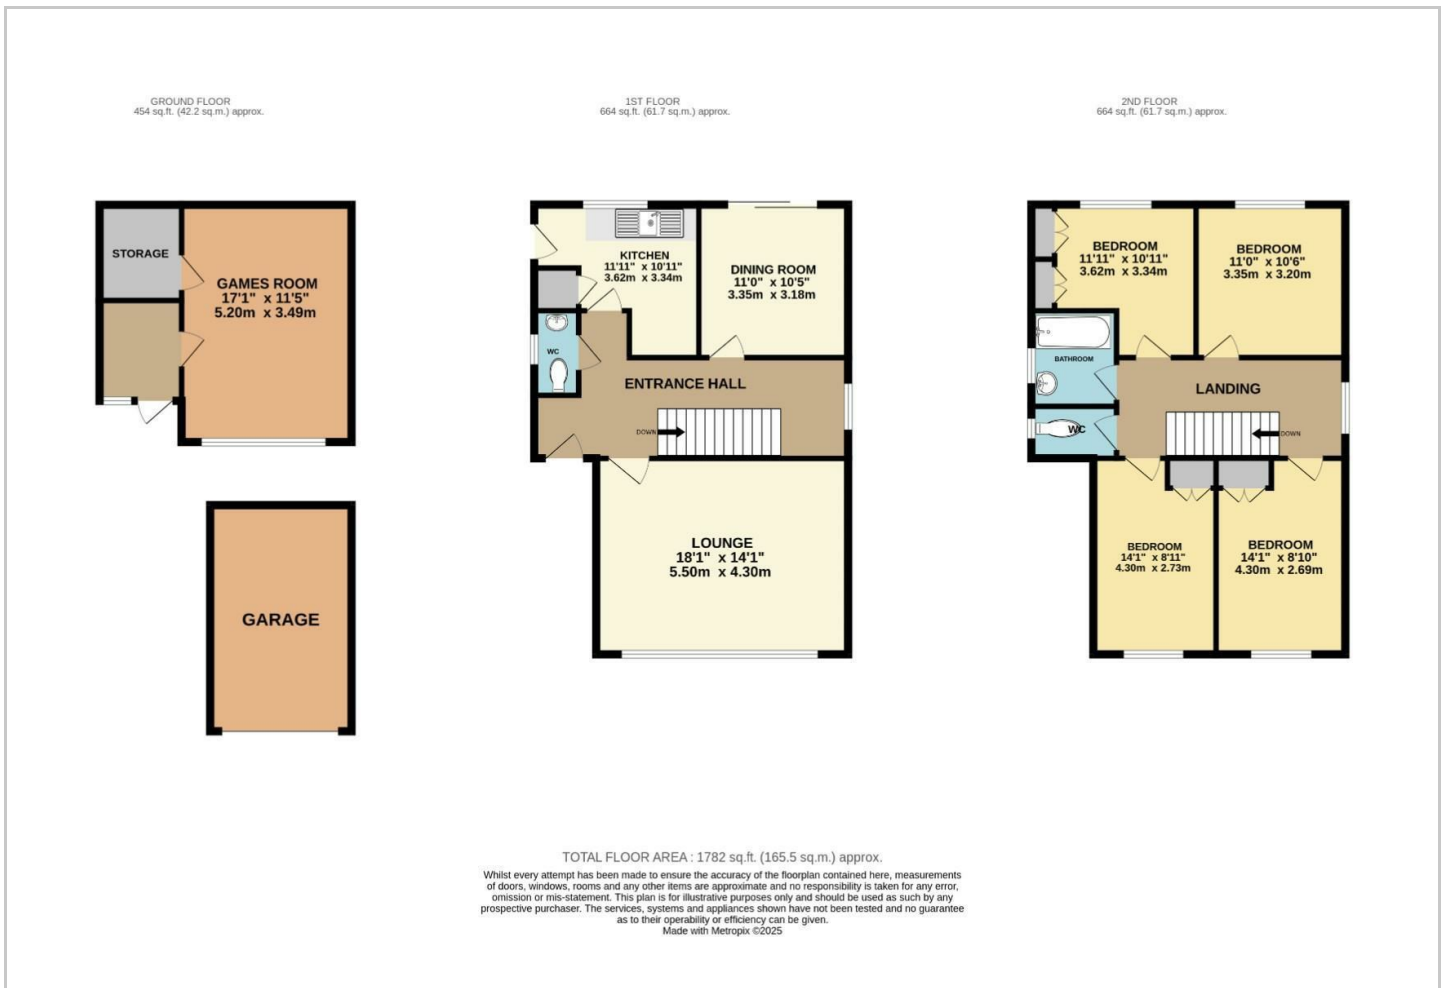 GROUND FLOOR
454 sq.ft. (42.2 sq.m.) approx.
STORAGE
GAMES ROOM
17'1" x 11'5"
5.20m x 3.49m
GARAGE
1ST FLOOR
664 sq.ft. (61.7 sq.m.) approx.
KITCHEN
11'11" x 10'11"
3.62m x 3.34m
DINING ROOM
11'0" x 10'5"
3.35m x 3.18m
WC
ENTRANCE HALL
DOWN
LOUNGE
18'1" x 14'1"
5.50m x 4.30m
2ND FLOOR
664 sq.ft. (61.7 sq.m.) approx.
BEDROOM
11'11" x 10'11"
3.62m x 3.34m
BEDROOM
11'0" x 10'6"
3.35m x 3.20m
BATHROOM
LANDING
WC
DOWN
BEDROOM
14'1" x 8'11"
4.30m x 2.73m
BEDROOM
14'1" x 8'10"
4.30m x 2.69m
TOTAL FLOOR AREA : 1782 sq.ft. (165.5 sq.m.) approx.
Whilst every attempt has been made to ensure the accuracy of the floorplan contained here, measurements
of doors, windows, rooms and any other items are approximate and no responsibility is taken for any error,
omission or mis-statement. This plan is for illustrative purposes only and should be used as such by any
prospective purchaser. The services, systems and appliances shown have not been tested and no guarantee
as to their operability or efficiency can be given.
Made with Metropix ©2025